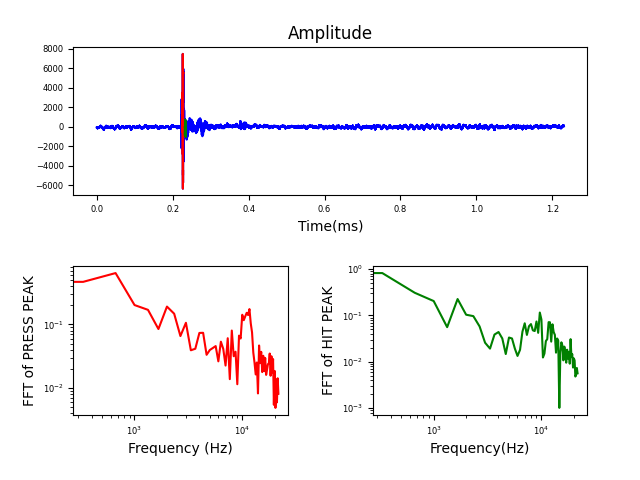 Amplitude
8000
6000
4000
2000
0
−2000
−4000
−6000
0.0 0.2 0.4 0.6 0.8 1.0 1.2
Time(ms)
FFT of PRESS PEAK
10⁻¹
10⁻²
10³ 10⁴
Frequency (Hz)
FFT of HIT PEAK
10⁰
10⁻¹
10⁻²
10⁻³
10³ 10⁴
Frequency(Hz)